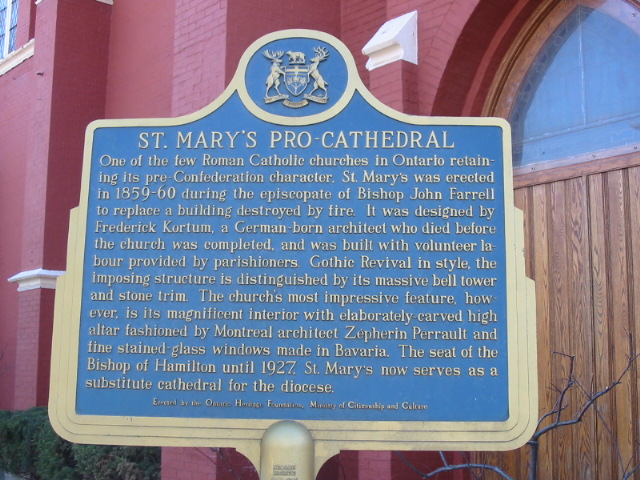 ST. MARY'S PRO-CATHEDRAL
One of the few Roman Catholic churches in Ontario retain-
ing its pre-Confederation character, St. Mary's was erected
in 1859-60 during the episcopate of Bishop John Farrell
to replace a building destroyed by fire. It was designed by
Frederick Kortum, a German-born architect who died before
the church was completed, and was built with volunteer la-
bour provided by parishioners. Gothic Revival in style, the
imposing structure is distinguished by its massive bell tower
and stone trim. The church's most impressive feature, how-
ever, is its magnificent interior with elaborately-carved high
altar fashioned by Montreal architect Zepherin Perrault and
fine stained-glass windows made in Bavaria. The seat of the
Bishop of Hamilton until 1927, St. Mary's now serves as a
substitute cathedral for the diocese.
Erected by the Ontario Heritage Foundation, Ministry of Citizenship and Culture